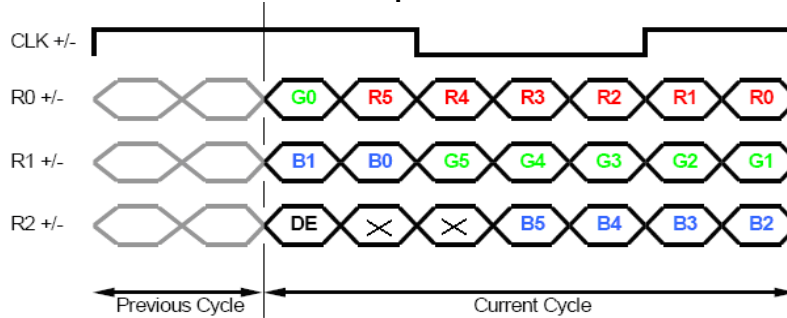 CLK +/-
R0 +/- G0 R5 R4 R3 R2 R1 R0
R1 +/- B1 B0 G5 G4 G3 G2 G1
R2 +/- DE B5 B4 B3 B2
Previous Cycle Current Cycle